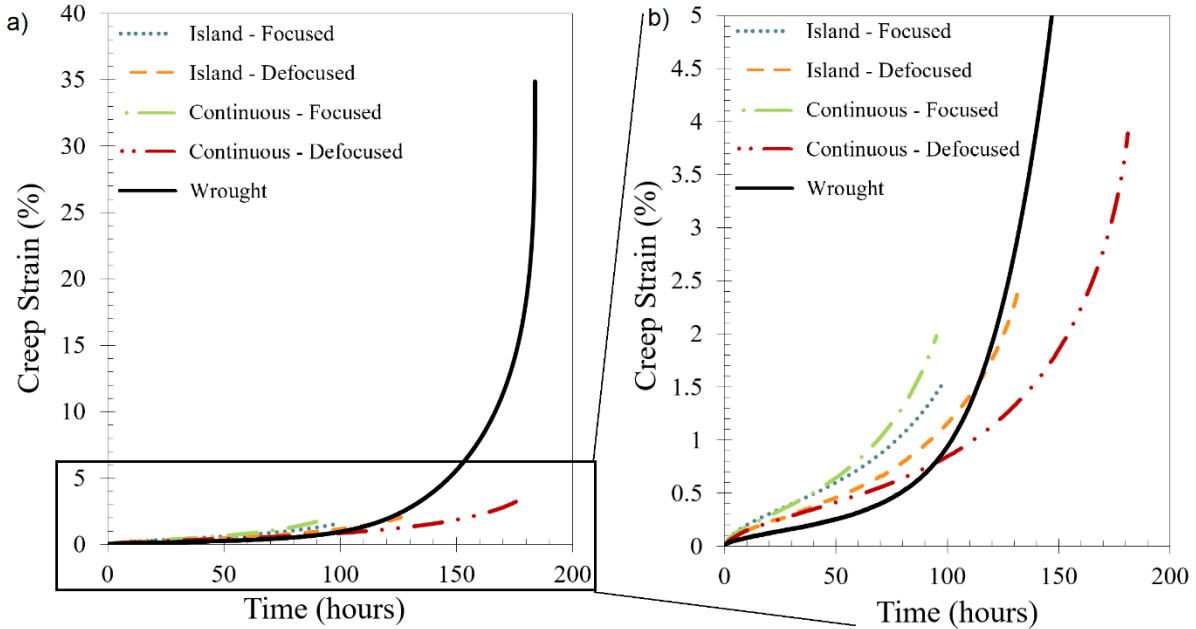 a)
40
35
30
25
20
15
10
5
0
Creep Strain (%)
Island - Focused
Island - Defocused
Continuous - Focused
Continuous - Defocused
Wrought
0 50 100 150 200
Time (hours)
b)
5
4.5
4
3.5
3
2.5
2
1.5
1
0.5
0
Creep Strain (%)
Island - Focused
Island - Defocused
Continuous - Focused
Continuous - Defocused
Wrought
0 50 100 150 200
Time (hours)